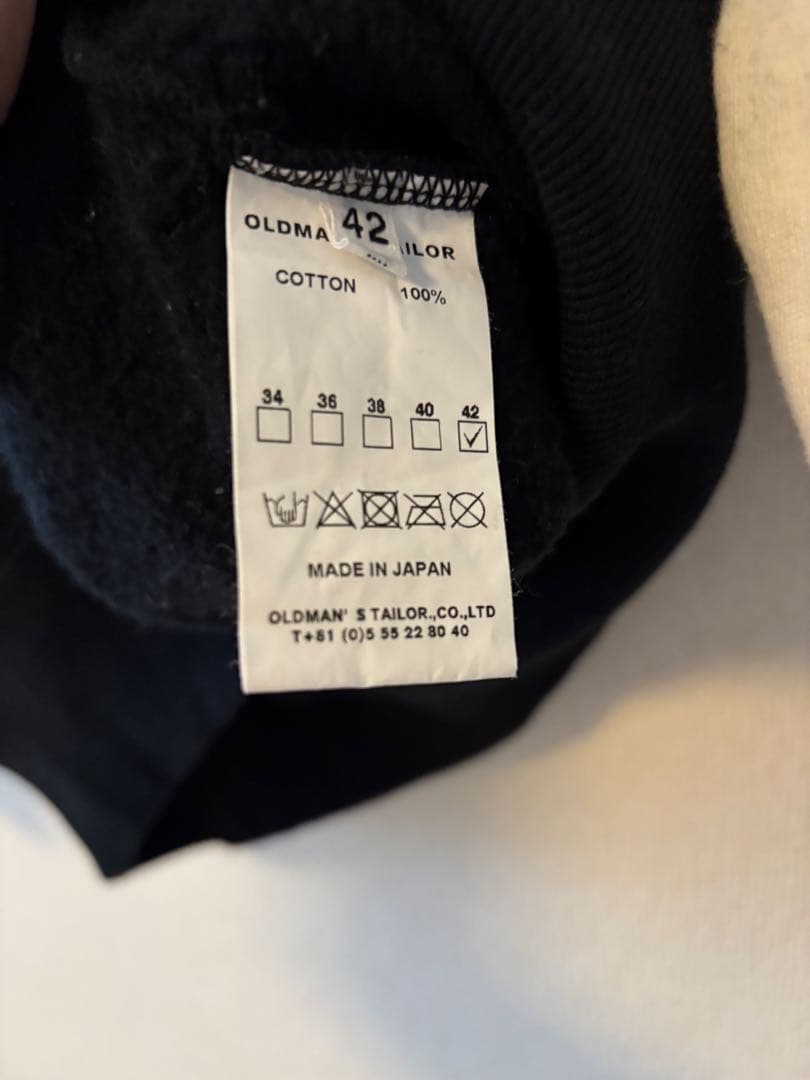 OLDMA 42 ILOR
COTTON 100%
34 36 38 40 42
MADE IN JAPAN
OLDMAN' S TAILOR.,CO.,LTD
T+81 (0)5 55 22 80 40